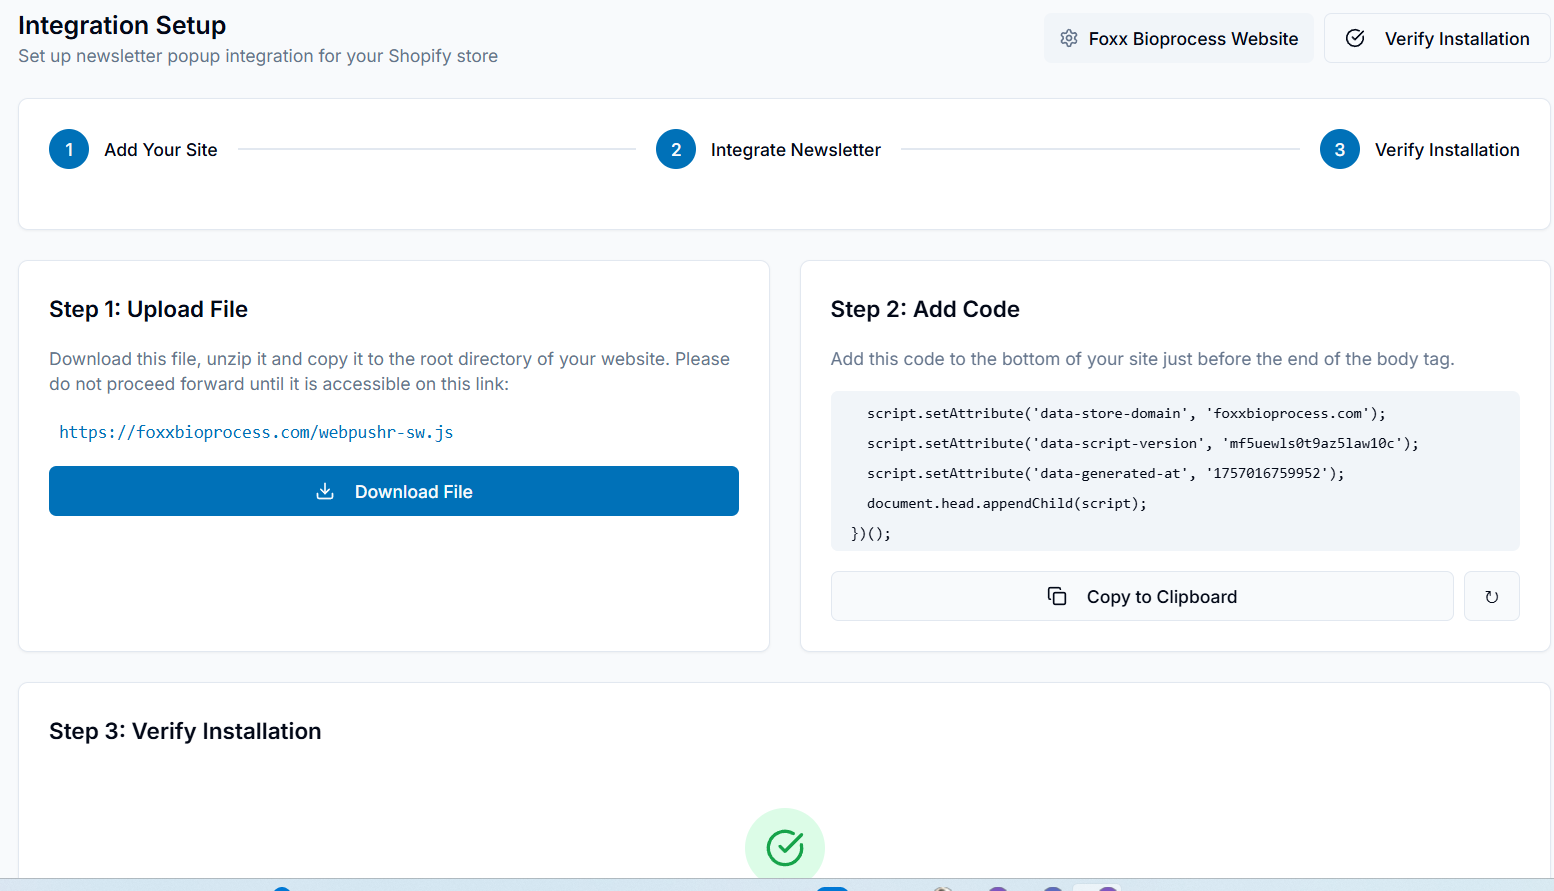 Integration Setup
Set up newsletter popup integration for your Shopify store
Foxx Bioprocess Website
Verify Installation
1 Add Your Site
2 Integrate Newsletter
3 Verify Installation
Step 1: Upload File
Download this file, unzip it and copy it to the root directory of your website. Please
do not proceed forward until it is accessible on this link:
https://foxxbioprocess.com/webpushr-sw.js
Download File
Step 2: Add Code
Add this code to the bottom of your site just before the end of the body tag.
script.setAttribute('data-store-domain', 'foxxbioprocess.com');
script.setAttribute('data-script-version', 'mf5uewls0t9az5law10c');
script.setAttribute('data-generated-at', '1757016759952');
document.head.appendChild(script);
})();
Copy to Clipboard
↻
Step 3: Verify Installation